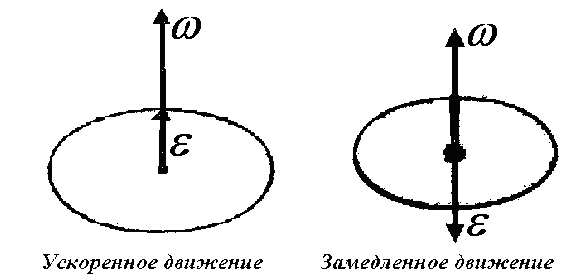 ω ω
ε
ε
Ускоренное движение Замедленное движение